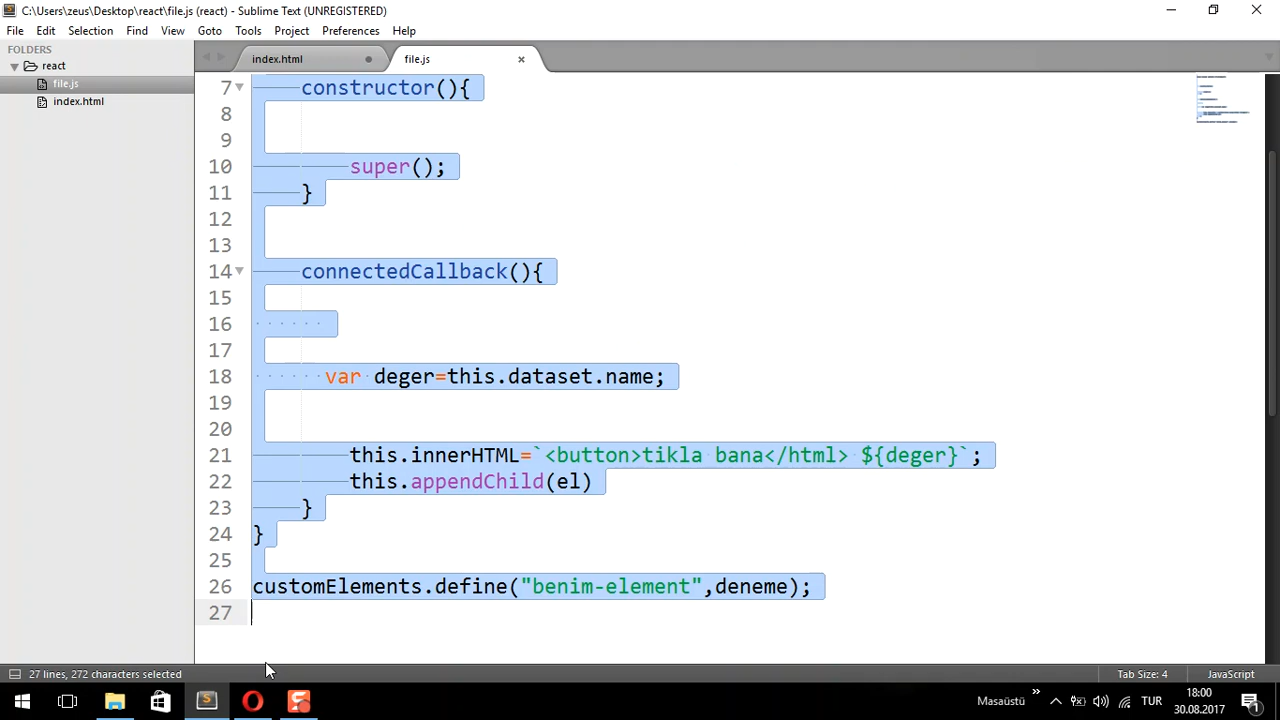 C:\Users\zeus\Desktop\react\file.js (react) - Sublime Text (UNREGISTERED)
File Edit Selection Find View Goto Tools Project Preferences Help
FOLDERS
react
file.js
index.html
index.html
file.js
7 constructor(){
8
9
10 super();
11 }
12
13
14 connectedCallback(){
15
16
17
18 var deger=this.dataset.name;
19
20
21 this.innerHTML=`<button>tikla bana</html> ${deger}`;
22 this.appendChild(el)
23 }
24 }
25
26 customElements.define("benim-element",deneme);
27
27 lines, 272 characters selected
Tab Size: 4
JavaScript
Masaüstü
TUR
18:00
30.08.2017
1